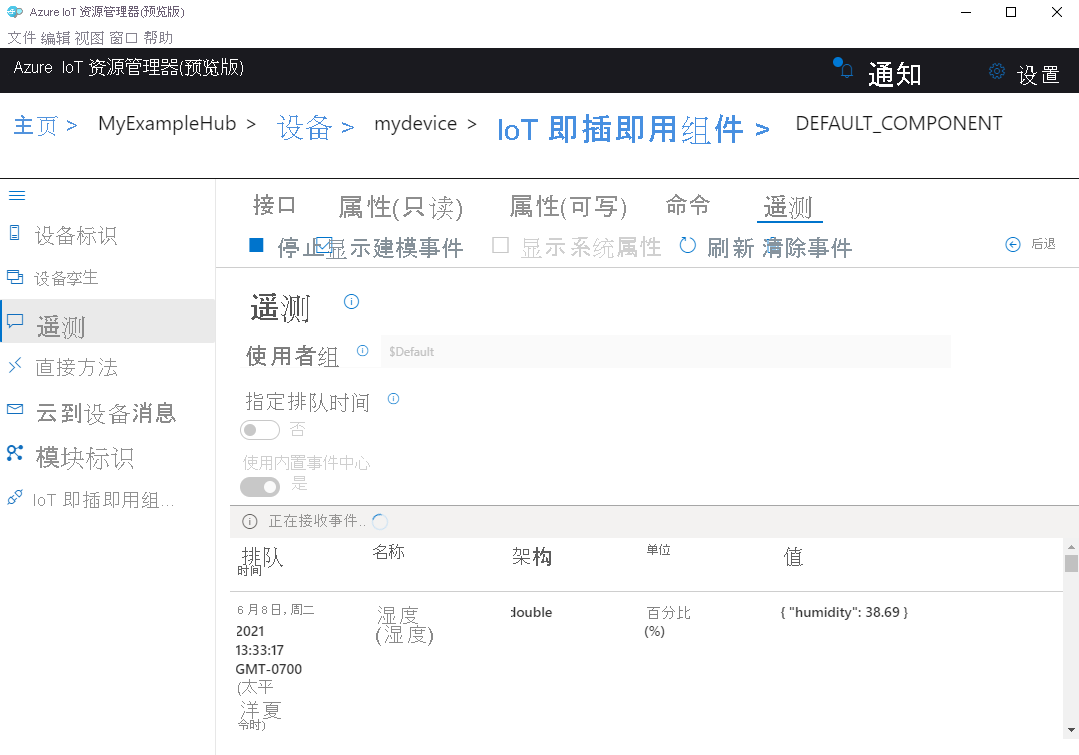 Azure IoT 资源管理器(预览版)
文件 编辑 视图 窗口 帮助
Azure IoT 资源管理器(预览版)
通知
设置
主页 > MyExampleHub > 设备 > mydevice > IoT 即插即用组件 > DEFAULT_COMPONENT
设备标识
设备孪生
遥测
直接方法
云到设备消息
模块标识
IoT 即插即用组...
接口 属性(只读) 属性(可写) 命令 遥测
停止 显示建模事件 显示系统属性 刷新 清除事件 后退
遥测
使用者组 $Default
指定排队时间
否
使用内置事件中心
是
正在接收事件..
排队 名称 架构 单位 值
时间
6 月 8 日, 周二 湿度 double 百分比 { "humidity": 38.69 }
2021 (湿度) (%)
13:33:17
GMT-0700
(太平
洋夏
令时)